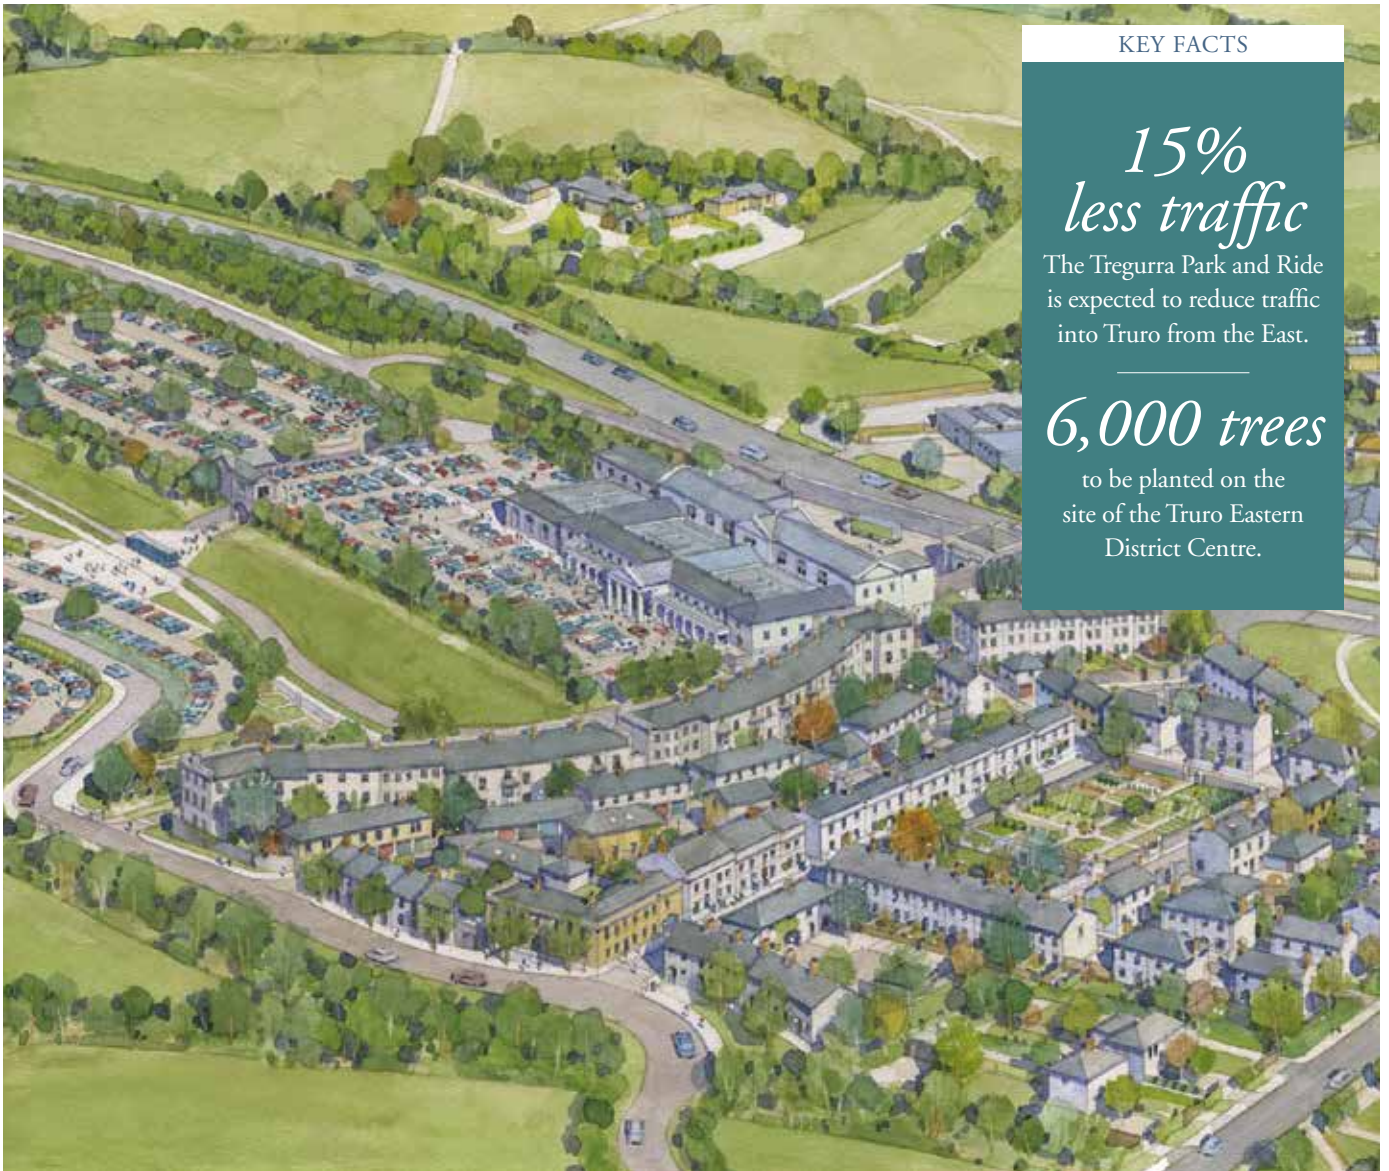 KEY FACTS
15%
less traffic
The Tregurra Park and Ride
is expected to reduce traffic
into Truro from the East.
6,000 trees
to be planted on the
site of the Truro Eastern
District Centre.